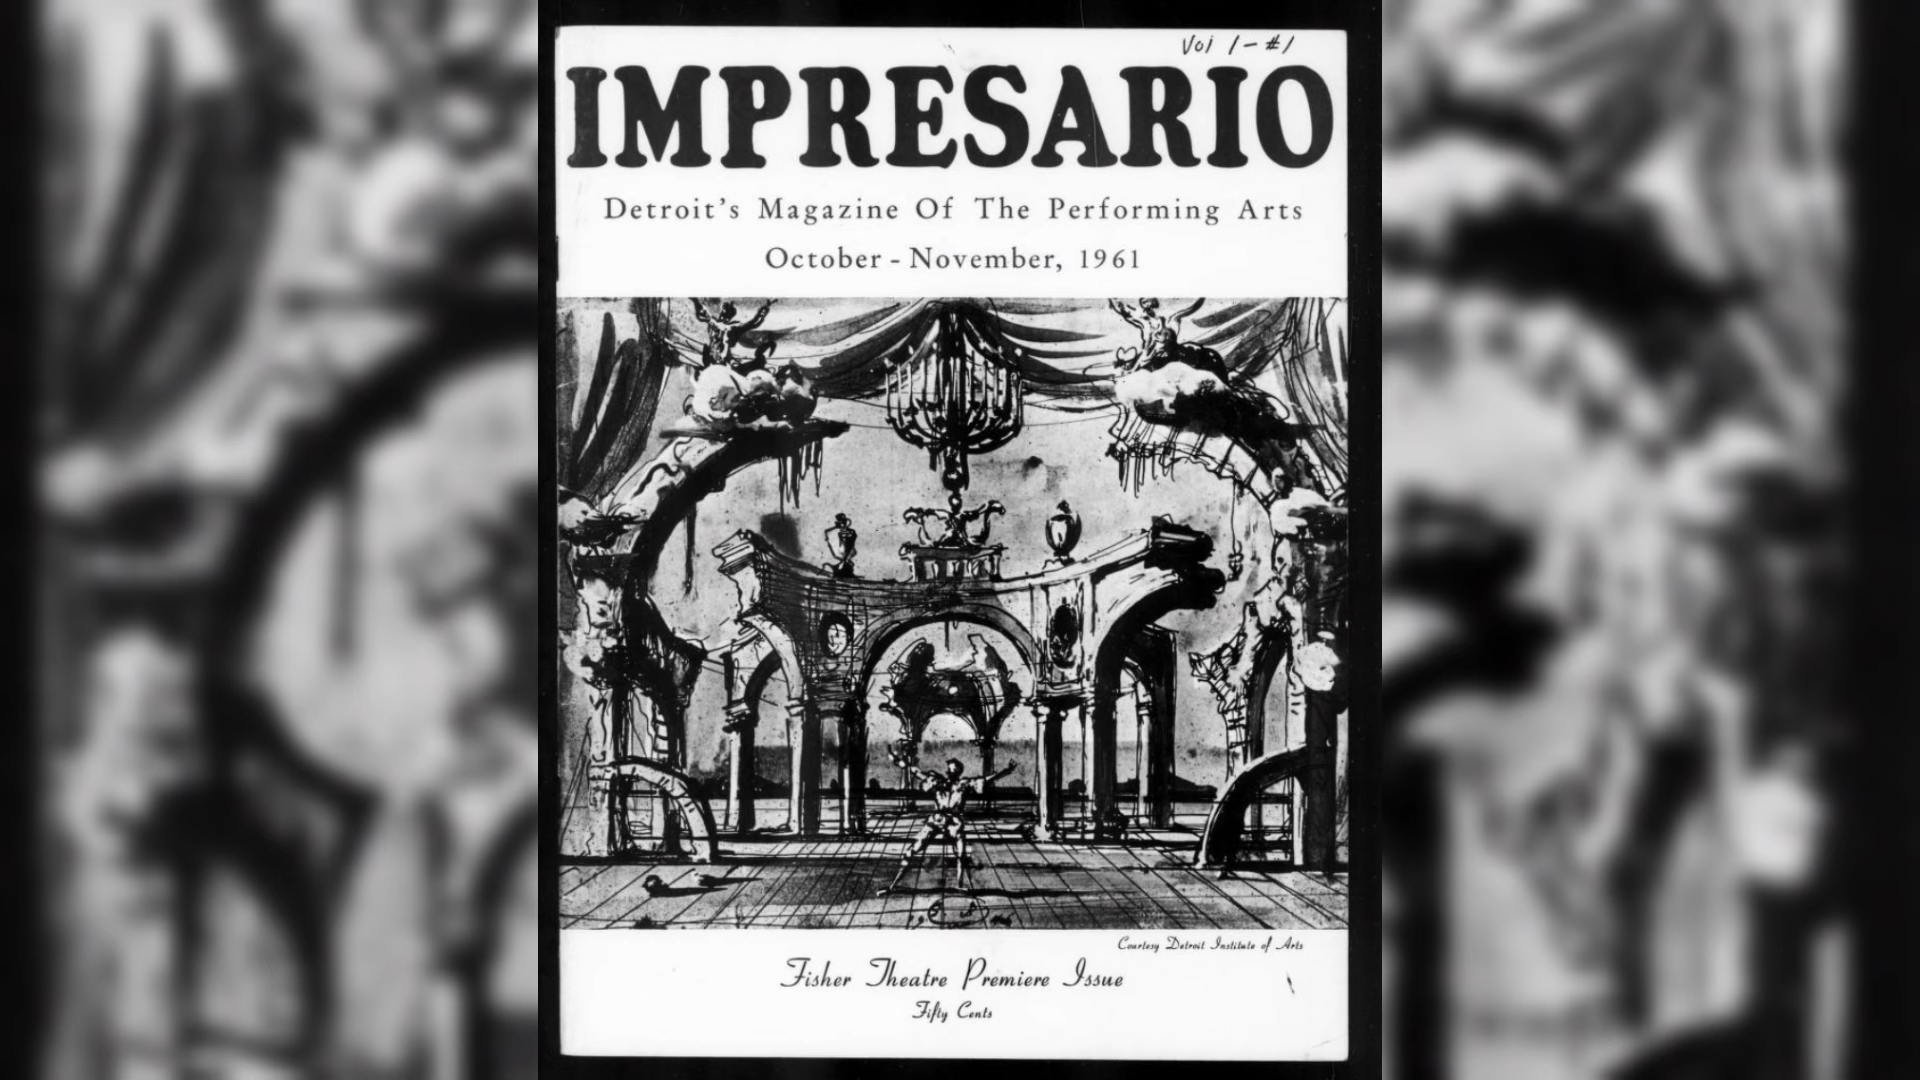 Vol 1-#1
IMPRESARIO
Detroit's Magazine Of The Performing Arts
October - November, 1961
Courtesy Detroit Institute of Arts
Fisher Theatre Premiere Issue
Fifty Cents